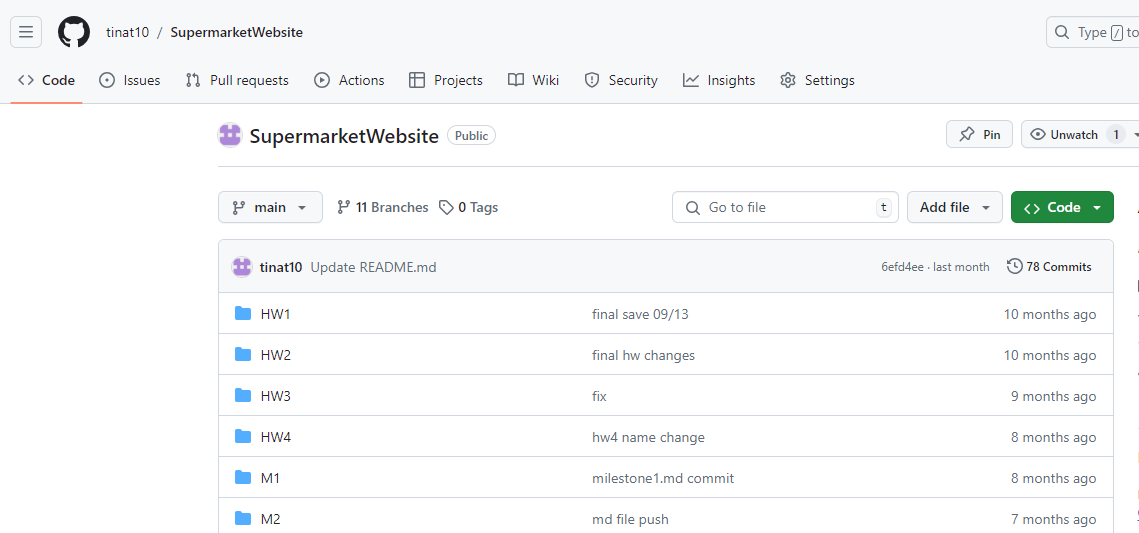 tinat10 / SupermarketWebsite
Type / to
Code Issues Pull requests Actions Projects Wiki Security Insights Settings
SupermarketWebsite Public
Pin Unwatch 1
main 11 Branches 0 Tags Go to file t Add file Code
tinat10 Update README.md 6efd4ee · last month 78 Commits
HW1 final save 09/13 10 months ago
HW2 final hw changes 10 months ago
HW3 fix 9 months ago
HW4 hw4 name change 8 months ago
M1 milestone1.md commit 8 months ago
M2 md file push 7 months ago